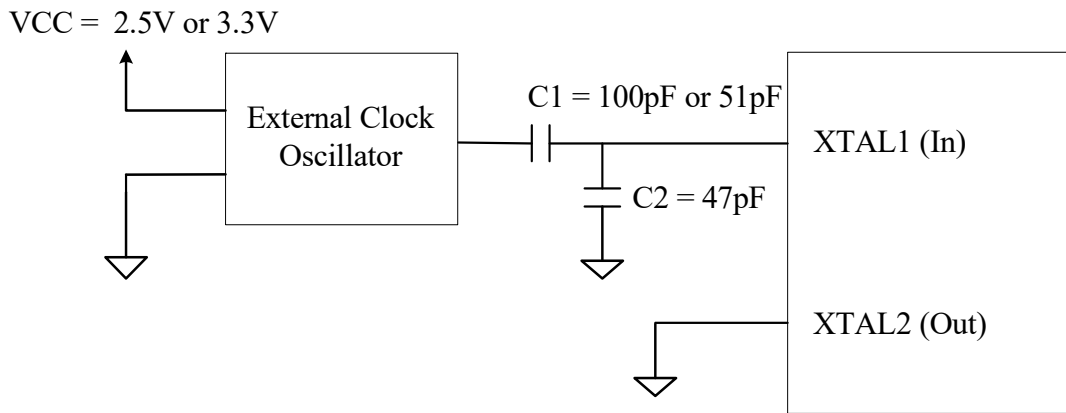 VCC = 2.5V or 3.3V
External Clock
Oscillator
C1 = 100pF or 51pF
C2 = 47pF
XTAL1 (In)
XTAL2 (Out)